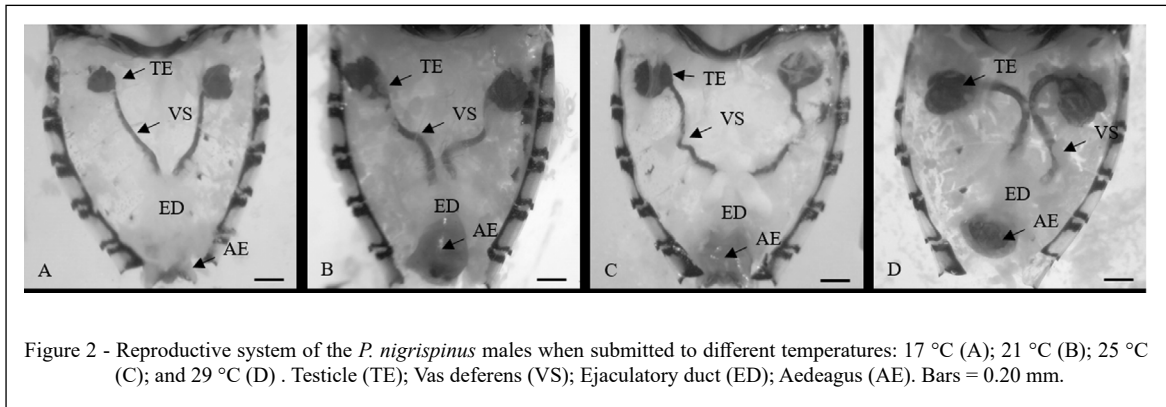 TE
VS
ED
AE
A
TE
VS
ED
AE
B
TE
VS
ED
AE
C
TE
VS
ED
AE
D
Figure 2 - Reproductive system of the P. nigrispinus males when submitted to different temperatures: 17 °C (A); 21 °C (B); 25 °C
(C); and 29 °C (D) . Testicle (TE); Vas deferens (VS); Ejaculatory duct (ED); Aedeagus (AE). Bars = 0.20 mm.